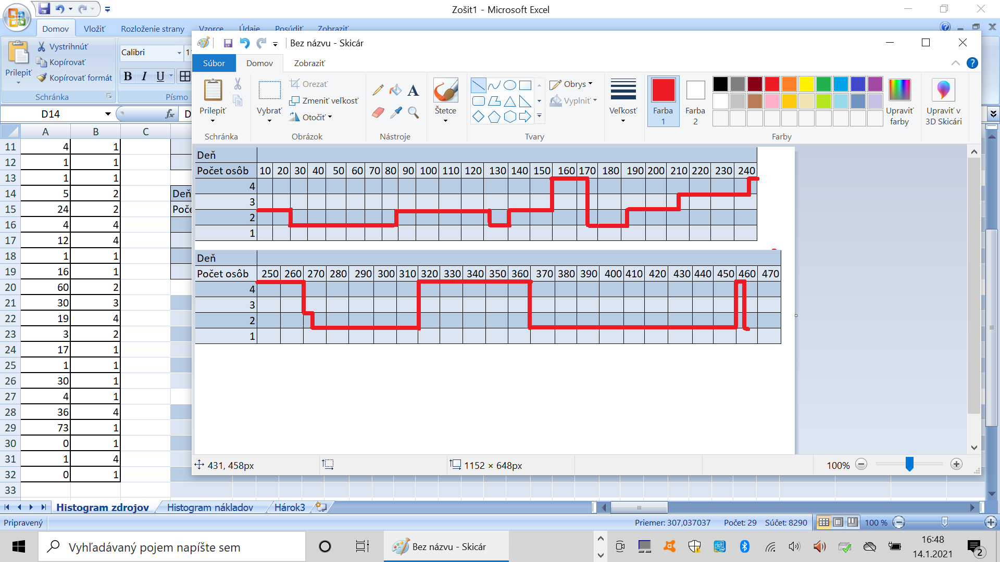 Zošit1 - Microsoft Excel
Domov Vložiť Rozloženie strany Vzorce Údaje Posúdiť Zobraziť
Bez názvu - Skicár
Súbor Domov Zobraziť
Prilepiť
Vystrihnúť
Kopírovať
Kopírovať formát
Schránka
Calibri
B I U
Písmo
Prilepiť
Schránka
Vybrať
Orezať
Zmeniť veľkosť
Otočiť
Obrázok
Nástroje
Štetce
Tvary
Obrys
Vyplniť
Veľkosť
Farba 1
Farba 2
Farby
Upraviť farby
Upraviť v 3D Skicári
D14
A B C
11 4 1
12 1 1
13 1 1
14 5 2 Deň
15 24 2
16 4 4
17 12 4
18 1 1
19 16 1
20 60 2
21 30 3
22 19 4
23 3 2
24 17 1
25 1 1
26 30 1
27 4 1
28 36 4
29 73 1
30 0 1
31 1 4
32 0 1
33
Deň
Počet osôb 10 20 30 40 50 60 70 80 90 100 110 120 130 140 150 160 170 180 190 200 210 220 230 240
4
3
2
1
Deň
Počet osôb 250 260 270 280 290 300 310 320 330 340 350 360 370 380 390 400 410 420 430 440 450 460 470
4
3
2
1
431, 458px
1152 × 648px
100%
Histogram zdrojov Histogram nákladov Hárok3
Pripravený
Priemer: 307,037037 Počet: 29 Súčet: 8290
100 %
Vyhľadávaný pojem napíšte sem
Bez názvu - Skicár
16:48
14.1.2021
2